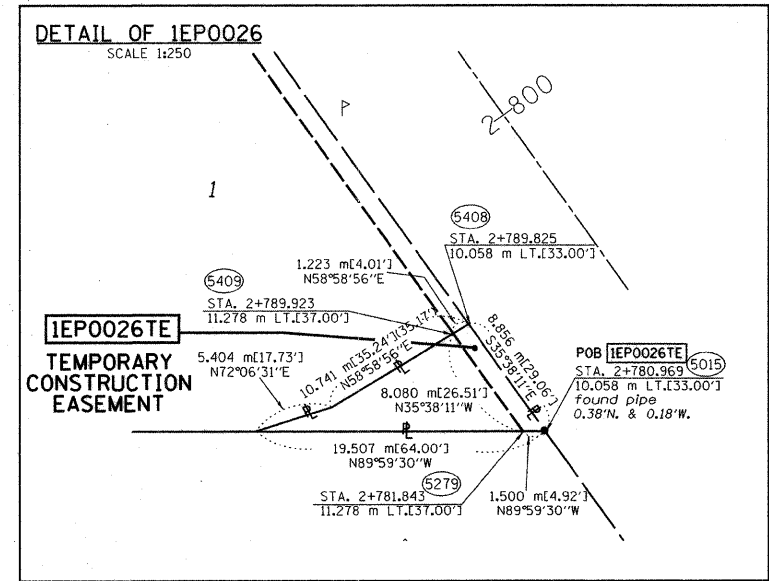 DETAIL OF 1EP0026
SCALE 1:250
2+800
P
1
5408
STA. 2+789.825
10.058 m LT.[33.00']
1.223 m[4.01']
N58°58'56"E
5409
STA. 2+789.923
11.278 m LT.[37.00']
1EP0026TE
TEMPORARY
CONSTRUCTION
EASEMENT
5.404 m[17.73']
N72°06'31"E
10.741 m[35.24'](35.17')
N58°58'56"E
8.856 m[29.06']
S35°38'11"E
8.080 m[26.51']
N35°38'11"W
POB 1EP0026TE
STA. 2+780.969 5015
10.058 m LT.[33.00']
found pipe
0.38'N. & 0.18'W.
19.507 m[64.00']
N89°59'30"W
5279
STA. 2+781.843
11.278 m LT.[37.00']
1.500 m[4.92']
N89°59'30"W